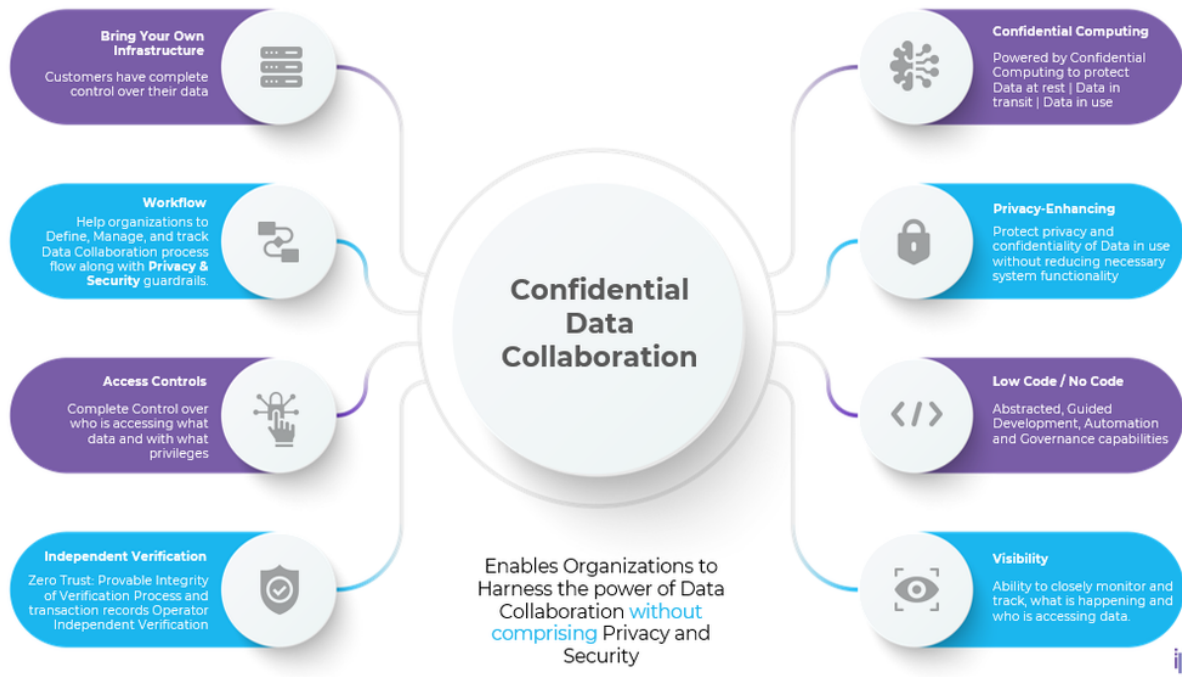 Bring Your Own
Infrastructure
Customers have complete
control over their data
Workflow
Help organizations to
Define, Manage, and track
Data Collaboration process
flow along with Privacy &
Security guardrails.
Access Controls
Complete Control over
who is accessing what
data and with what
privileges
Independent Verification
Zero Trust: Provable Integrity
of Verification Process and
transaction records Operator
Independent Verification
Confidential
Data
Collaboration
Enables Organizations to
Harness the power of Data
Collaboration without
comprising Privacy and
Security
Confidential Computing
Powered by Confidential
Computing to protect
Data at rest | Data in
transit | Data in use
Privacy-Enhancing
Protect privacy and
confidentiality of Data in use
without reducing necessary
system functionality
Low Code / No Code
Abstracted, Guided
Development, Automation
and Governance capabilities
Visibility
Ability to closely monitor and
track, what is happening and
who is accessing data.